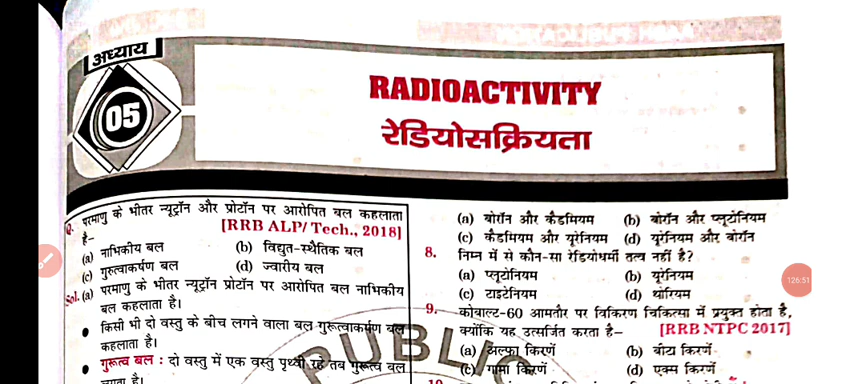 अध्याय
05
RADIOACTIVITY
रेडियोसक्रियता
Q. परमाणु के भीतर न्यूट्रॉन और प्रोटॉन पर आरोपित बल कहलाता
है– [RRB ALP/ Tech., 2018]
(a) नाभिकीय बल (b) विद्युत-स्थैतिक बल
(c) गुरुत्वाकर्षण बल (d) ज्वारीय बल
Sol. (a) परमाणु के भीतर न्यूट्रॉन प्रोटॉन पर आरोपित बल नाभिकीय
बल कहलाता है।
● किसी भी दो वस्तु के बीच लगने वाला बल गुरूत्वाकर्षण बल
कहलाता है।
● गुरूत्व बल : दो वस्तु में एक वस्तु पृथ्वी रहे तब गुरूत्व बल
लगता है।
(a) बोरॉन और कैडमियम (b) बोरॉन और प्लूटोनियम
(c) कैडमियम और यूरेनियम (d) यूरेनियम और बोरॉन
8. निम्न में से कौन-सा रेडियोधर्मी तत्व नहीं है?
(a) प्लूटोनियम (b) यूरेनियम
(c) टाइटेनियम (d) थोरियम
9. कोबाल्ट-60 आमतौर पर विकिरण चिकित्सा में प्रयुक्त होता है,
क्योंकि यह उत्सर्जित करता है– [RRB NTPC 2017]
(a) अल्फा किरणें (b) बीटा किरणें
(c) गामा किरणें (d) एक्स किरणें
PUBLIC
126:51